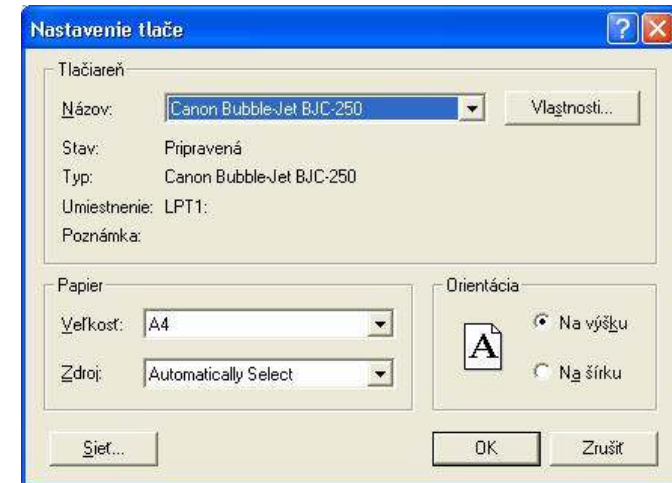 Nastavenie tlače
Tlačiareň
Názov: Canon Bubble-Jet BJC-250 Vlastnosti...
Stav: Pripravená
Typ: Canon Bubble-Jet BJC-250
Umiestnenie: LPT1:
Poznámka:
Papier
Veľkosť: A4
Zdroj: Automatically Select
Orientácia
A
Na výšku
Na šírku
Sieť... OK Zrušiť